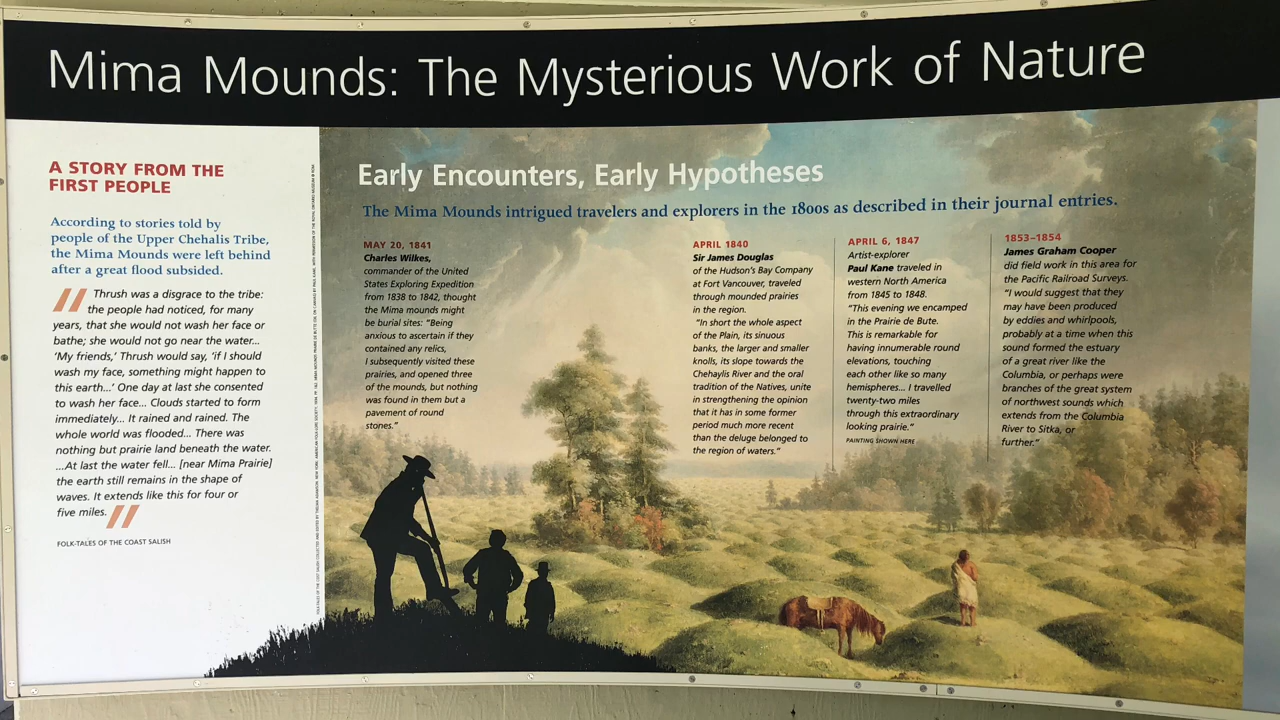 Mima Mounds: The Mysterious Work of Nature
A STORY FROM THE
FIRST PEOPLE
According to stories told by
people of the Upper Chehalis Tribe,
the Mima Mounds were left behind
after a great flood subsided.
" Thrush was a disgrace to the tribe:
the people had noticed, for many
years, that she would not wash her face or
bathe; she would not go near the water...
'My friends,' Thrush would say, 'if I should
wash my face, something might happen to
this earth...' One day at last she consented
to wash her face... Clouds started to form
immediately... It rained and rained. The
whole world was flooded... There was
nothing but prairie land beneath the water.
...At last the water fell... [near Mima Prairie]
the earth still remains in the shape of
waves. It extends like this for four or
five miles. "
FOLK-TALES OF THE COAST SALISH
Early Encounters, Early Hypotheses
The Mima Mounds intrigued travelers and explorers in the 1800s as described in their journal entries.
MAY 20, 1841
Charles Wilkes,
commander of the United
States Exploring Expedition
from 1838 to 1842, thought
the Mima mounds might
be burial sites: "Being
anxious to ascertain if they
contained any relics,
I subsequently visited these
prairies, and opened three
of the mounds, but nothing
was found in them but a
pavement of round
stones."
APRIL 1840
Sir James Douglas
of the Hudson's Bay Company
at Fort Vancouver, traveled
through mounded prairies
in the region.
"In short the whole aspect
of the Plain, its sinuous
banks, the larger and smaller
knolls, its slope towards the
Chehaylis River and the oral
tradition of the Natives, unite
in strengthening the opinion
that it has in some former
period much more recent
than the deluge belonged to
the region of waters."
APRIL 6, 1847
Artist-explorer
Paul Kane traveled in
western North America
from 1845 to 1848.
"This evening we encamped
in the Prairie de Bute.
This is remarkable for
having innumerable round
elevations, touching
each other like so many
hemispheres... I travelled
twenty-two miles
through this extraordinary
looking prairie."
PAINTING SHOWN HERE
1853–1854
James Graham Cooper
did field work in this area for
the Pacific Railroad Surveys.
"I would suggest that they
may have been produced
by eddies and whirlpools,
probably at a time when this
sound formed the estuary
of a great river like the
Columbia, or perhaps were
branches of the great system
of northwest sounds which
extends from the Columbia
River to Sitka, or
further."